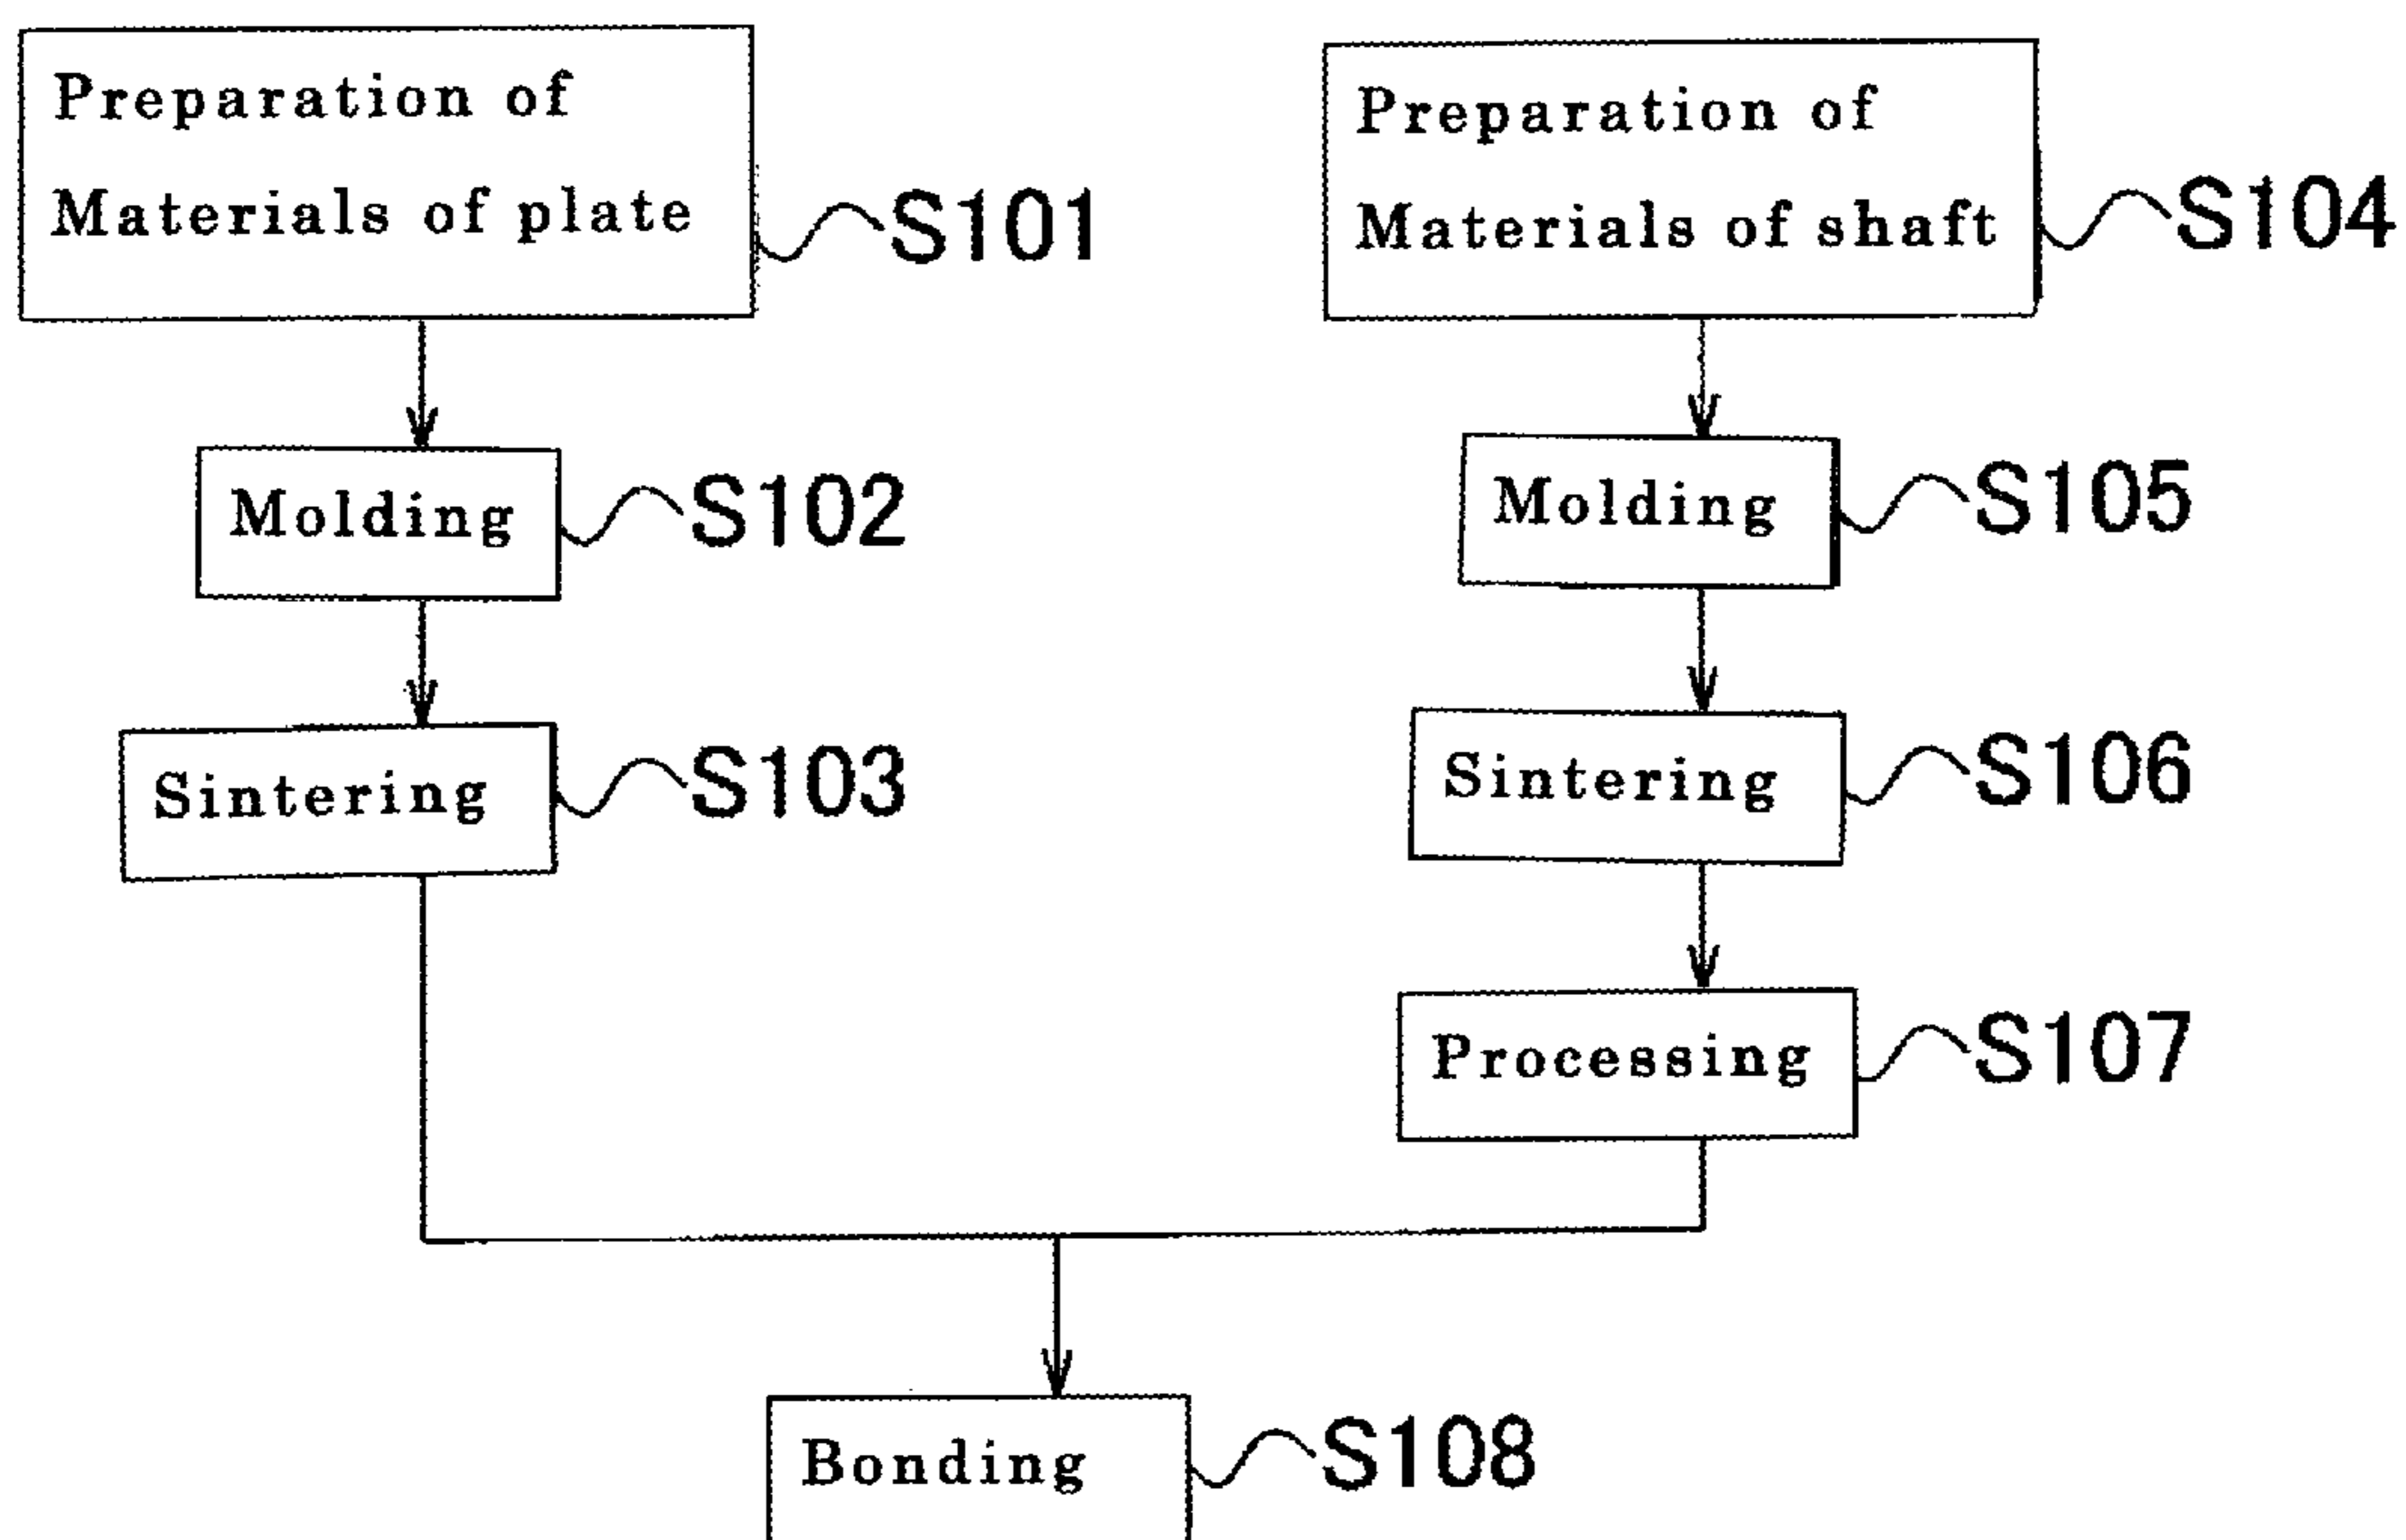 Preparation of
Materials of plate
S101
Preparation of
Materials of shaft
S104
Molding
S102
Molding
S105
Sintering
S103
Sintering
S106
Processing
S107
Bonding
S108